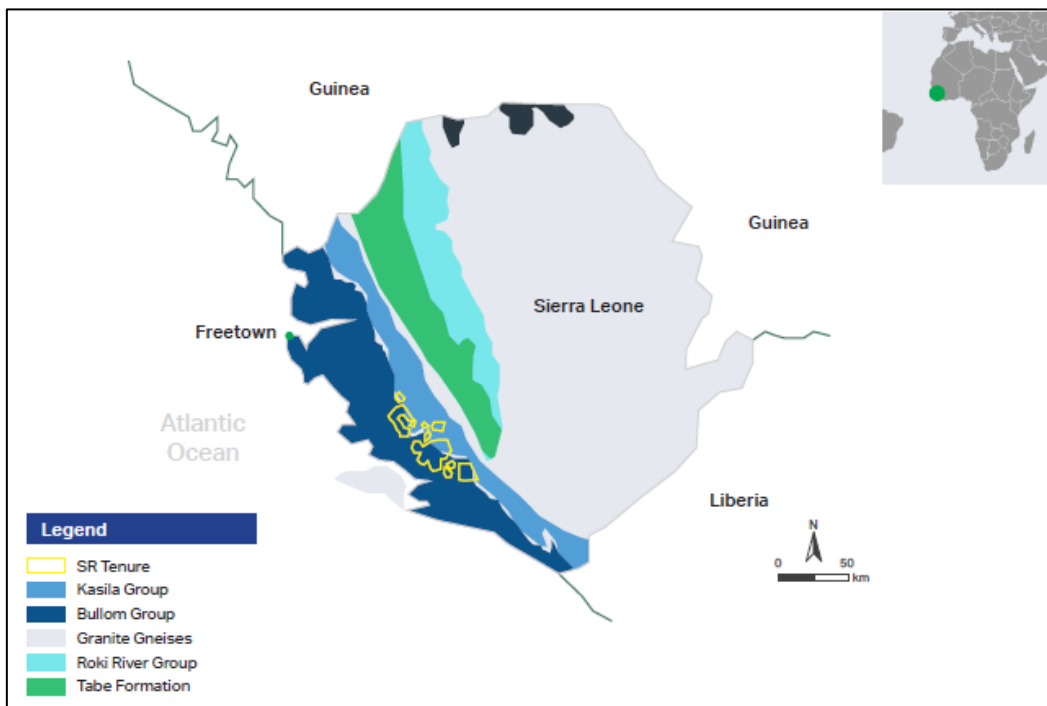 Guinea
Guinea
Sierra Leone
Freetown
Atlantic
Ocean
Liberia
Legend
SR Tenure
Kasila Group
Bullom Group
Granite Gneises
Roki River Group
Tabe Formation
N
0 50
km